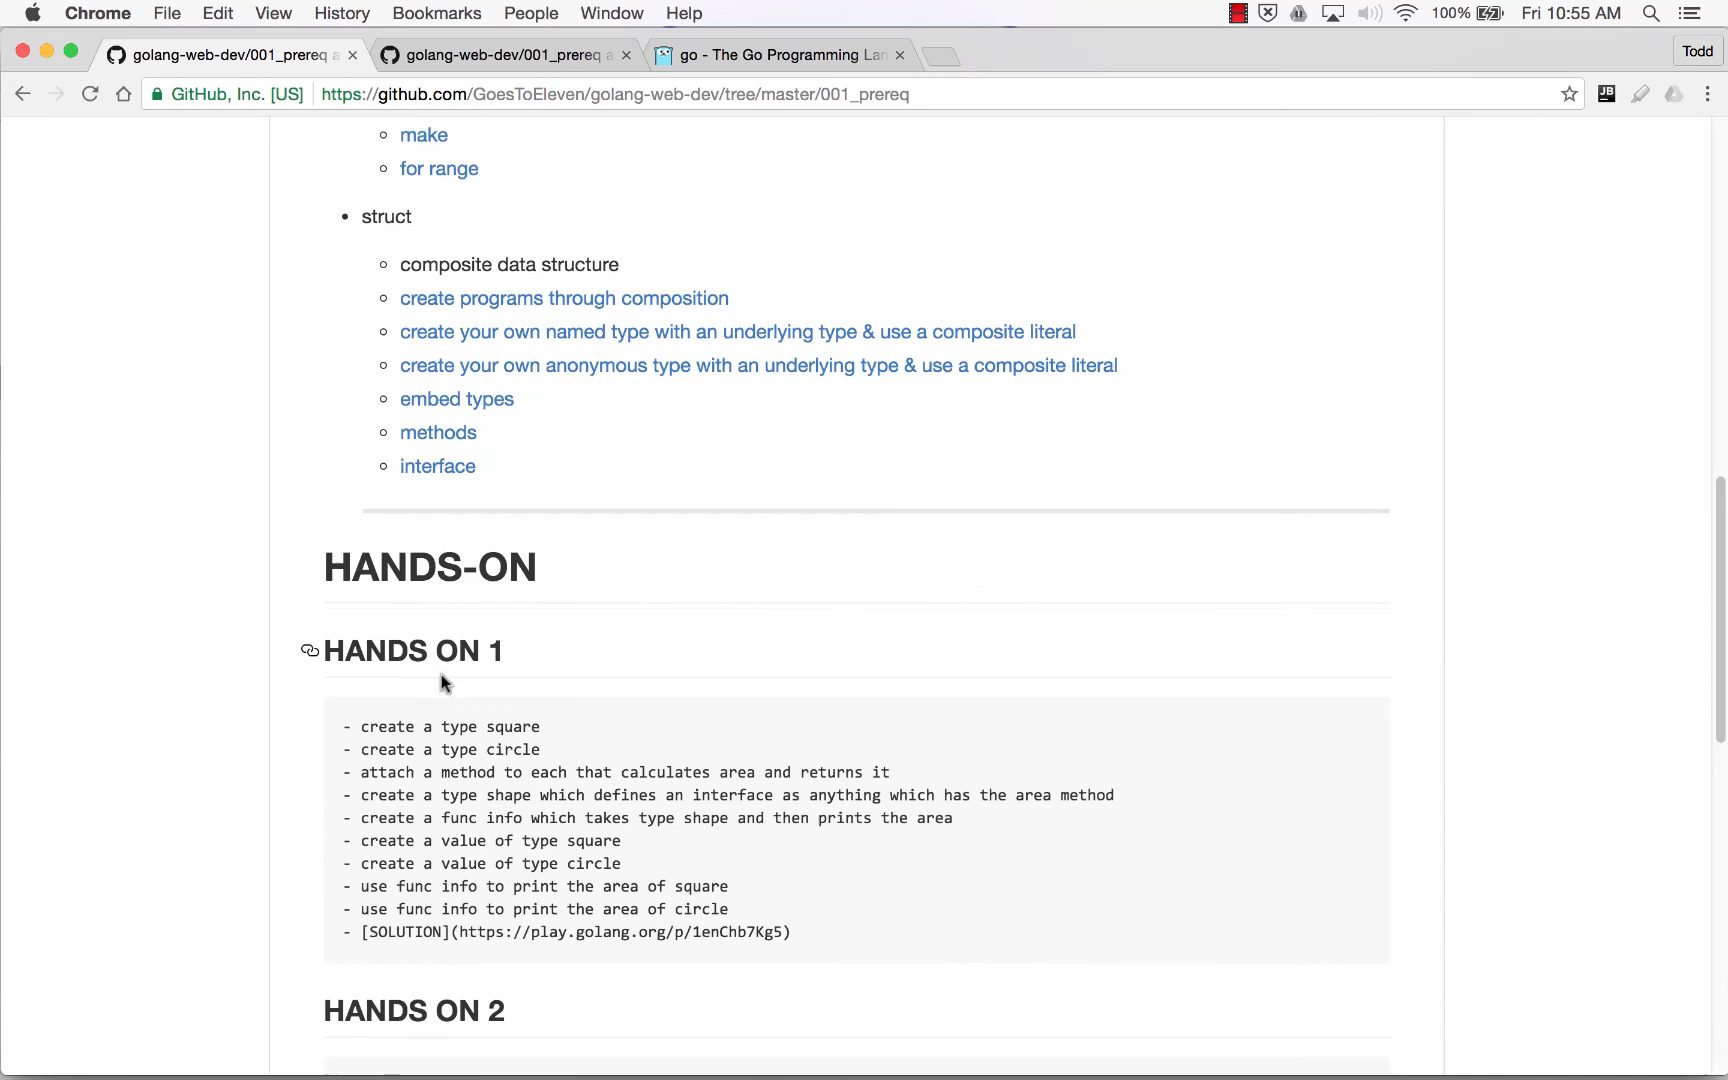 Chrome File Edit View History Bookmarks People Window Help 100% Fri 10:55 AM
golang-web-dev/001_prereq a golang-web-dev/001_prereq a go - The Go Programming Lan Todd
GitHub, Inc. [US] https://github.com/GoesToEleven/golang-web-dev/tree/master/001_prereq JB
make
for range
struct
composite data structure
create programs through composition
create your own named type with an underlying type & use a composite literal
create your own anonymous type with an underlying type & use a composite literal
embed types
methods
interface
HANDS-ON
HANDS ON 1
- create a type square
- create a type circle
- attach a method to each that calculates area and returns it
- create a type shape which defines an interface as anything which has the area method
- create a func info which takes type shape and then prints the area
- create a value of type square
- create a value of type circle
- use func info to print the area of square
- use func info to print the area of circle
- [SOLUTION](https://play.golang.org/p/1enChb7Kg5)
HANDS ON 2